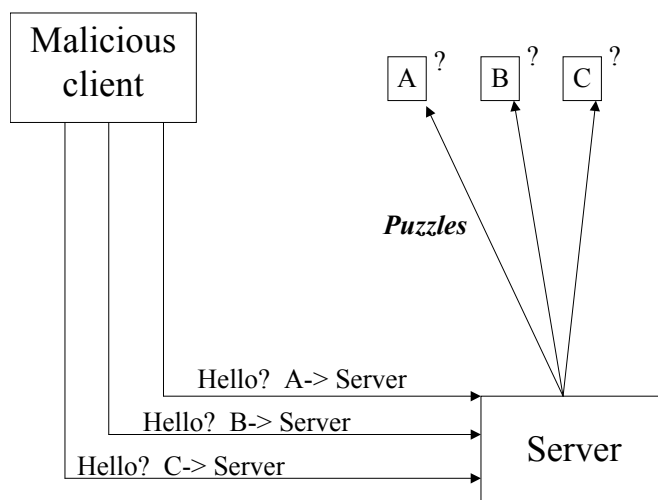 Malicious
client
A ?
B ?
C ?
Puzzles
Hello? A-> Server
Hello? B-> Server
Hello? C-> Server
Server